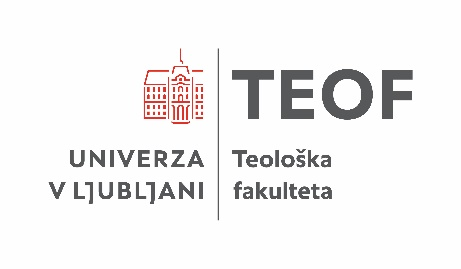 TEOF
UNIVERZA
V LJUBLJANI
Teološka
fakulteta